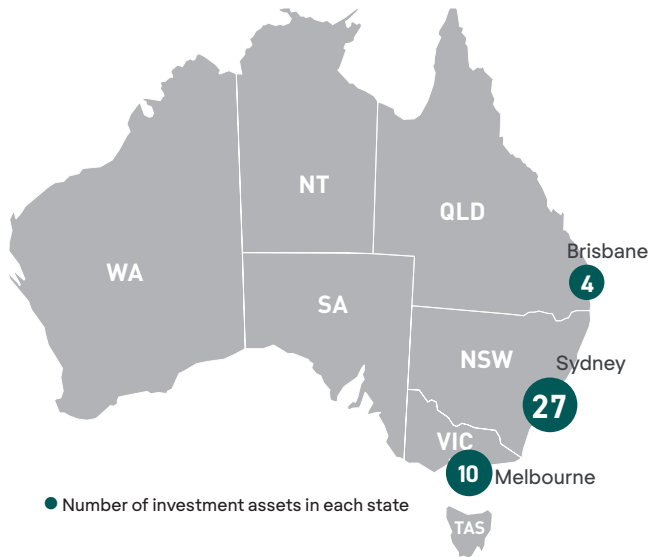 NT
QLD
Brisbane
4
WA
SA
NSW
Sydney
27
VIC
10
Melbourne
Number of investment assets in each state
TAS